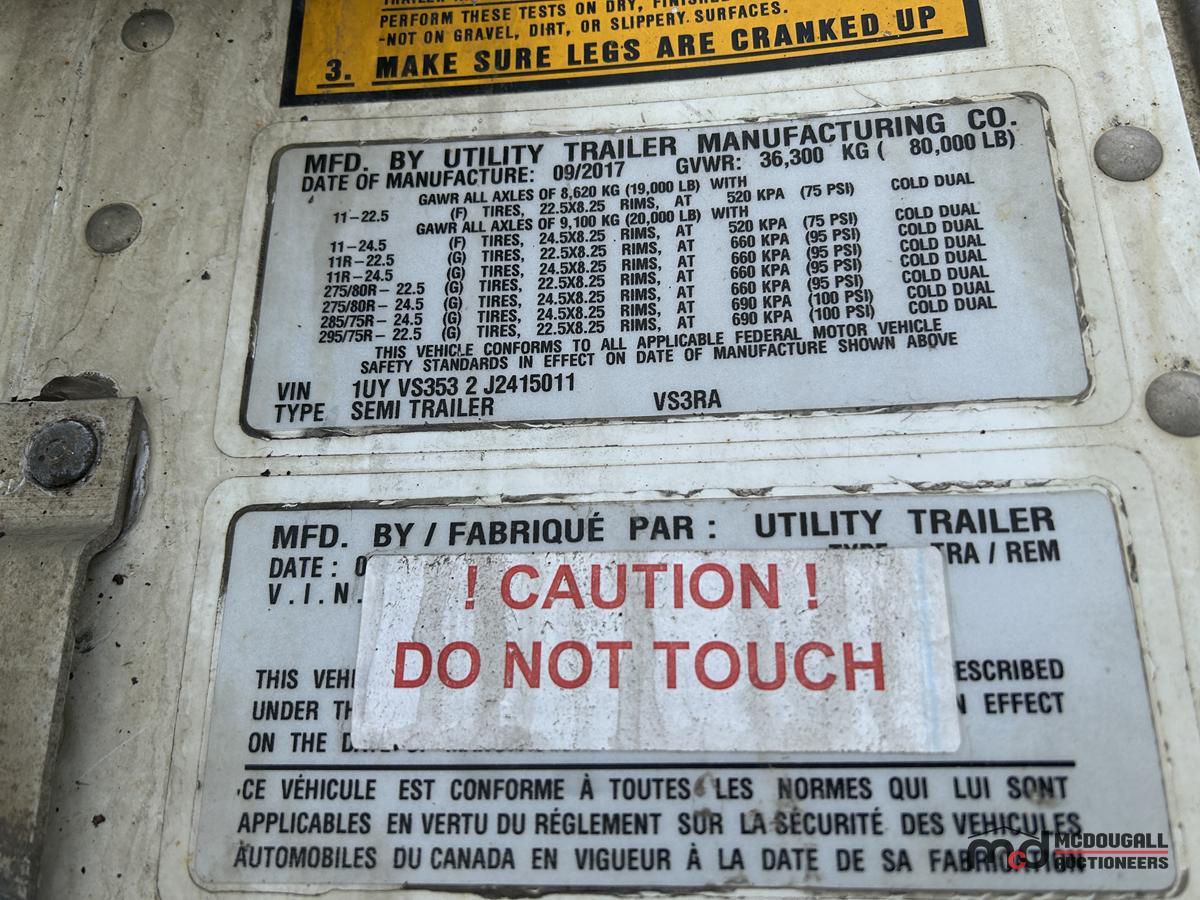 PERFORM THESE TESTS ON DRY, FINISHED
-NOT ON GRAVEL, DIRT, OR SLIPPERY SURFACES.
3. MAKE SURE LEGS ARE CRANKED UP
MFD. BY UTILITY TRAILER MANUFACTURING CO.
DATE OF MANUFACTURE: 09/2017 GVWR: 36,300 KG ( 80,000 LB)
GAWR ALL AXLES OF 8,620 KG (19,000 LB) WITH
11-22.5 (F) TIRES, 22.5X8.25 RIMS, AT 520 KPA (75 PSI) COLD DUAL
GAWR ALL AXLES OF 9,100 KG (20,000 LB) WITH
11-24.5 (F) TIRES, 24.5X8.25 RIMS, AT 520 KPA (75 PSI) COLD DUAL
11R-22.5 (G) TIRES, 22.5X8.25 RIMS, AT 660 KPA (95 PSI) COLD DUAL
11R-24.5 (G) TIRES, 24.5X8.25 RIMS, AT 660 KPA (95 PSI) COLD DUAL
275/80R-22.5 (G) TIRES, 22.5X8.25 RIMS, AT 660 KPA (95 PSI) COLD DUAL
275/80R-24.5 (G) TIRES, 24.5X8.25 RIMS, AT 660 KPA (95 PSI) COLD DUAL
285/75R-24.5 (G) TIRES, 24.5X8.25 RIMS, AT 690 KPA (100 PSI) COLD DUAL
295/75R-22.5 (G) TIRES, 22.5X8.25 RIMS, AT 690 KPA (100 PSI) COLD DUAL
THIS VEHICLE CONFORMS TO ALL APPLICABLE FEDERAL MOTOR VEHICLE
SAFETY STANDARDS IN EFFECT ON DATE OF MANUFACTURE SHOWN ABOVE
VIN 1UY VS353 2 J2415011
TYPE SEMI TRAILER VS3RA
MFD. BY / FABRIQUÉ PAR : UTILITY TRAILER
DATE : 0 TRA / REM
V.I.N.
! CAUTION !
DO NOT TOUCH
THIS VEHI ESCRIBED
UNDER TH N EFFECT
ON THE
CE VÉHICULE EST CONFORME À TOUTES LES NORMES QUI LUI SONT
APPLICABLES EN VERTU DU RÉGLEMENT SUR LA SÉCURITÉ DES VEHICULES
AUTOMOBILES DU CANADA EN VIGUEUR À LA DATE DE SA FABRICATION
mcd MCDOUGALL
AUCTIONEERS